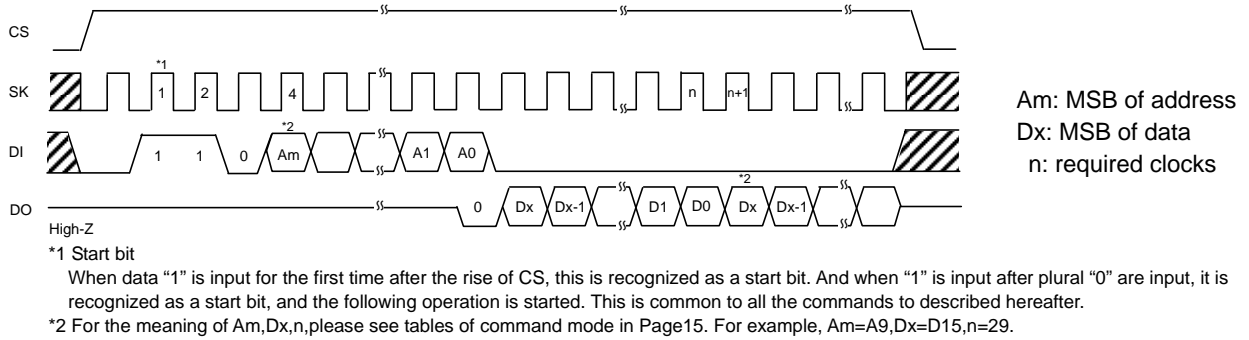 CS
*1
SK 1 2 4 n n+1
*2
DI 1 1 0 Am A1 A0
*2
DO 0 Dx Dx-1 D1 D0 Dx Dx-1
High-Z
Am: MSB of address
Dx: MSB of data
n: required clocks
*1 Start bit
When data “1” is input for the first time after the rise of CS, this is recognized as a start bit. And when “1” is input after plural “0” are input, it is
recognized as a start bit, and the following operation is started. This is common to all the commands to described hereafter.
*2 For the meaning of Am,Dx,n,please see tables of command mode in Page15. For example, Am=A9,Dx=D15,n=29.